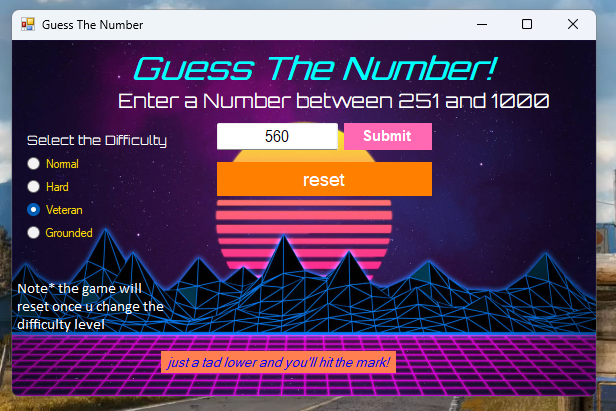 Guess The Number
Guess The Number!
Enter a Number between 251 and 1000
Select the Difficulty
560
Submit
Normal
reset
Hard
Veteran
Grounded
Note* the game will
reset once u change the
difficulty level
just a tad lower and you'll hit the mark!